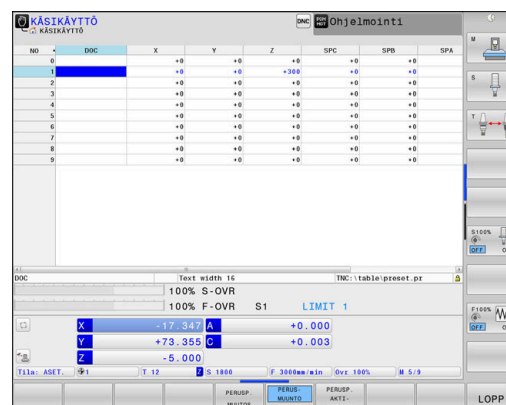 KÄSIKÄYTTÖ
KÄSIKÄYTTÖ
DNC
Ohjelmointi
NO DOC X Y Z SPC SPB SPA
0 +0 +0 +0 +0 +0
1 +0 +0 +300 +0 +0
2 +0 +0 +0 +0 +0
3 +0 +0 +0 +0 +0
4 +0 +0 +0 +0 +0
5 +0 +0 +0 +0 +0
6 +0 +0 +0 +0 +0
7 +0 +0 +0 +0 +0
8 +0 +0 +0 +0 +0
9 +0 +0 +0 +0 +0
DOC Text width 16 TNC:\table\preset.pr
100% S-OVR
100% F-OVR S1 LIMIT 1
X -17.347 A +0.000
Y +73.355 C +0.003
Z -5.000
Tila: ASET. 1 T 12 Z S 1800 F 3000mm/min Ovr 100% M 5/9
M
S
T
S100%
OFF
F100%
OFF
PERUSP.
MUUTOS
PERUS-
MUUNTO
PERUSP.
AKTI-
LOPP